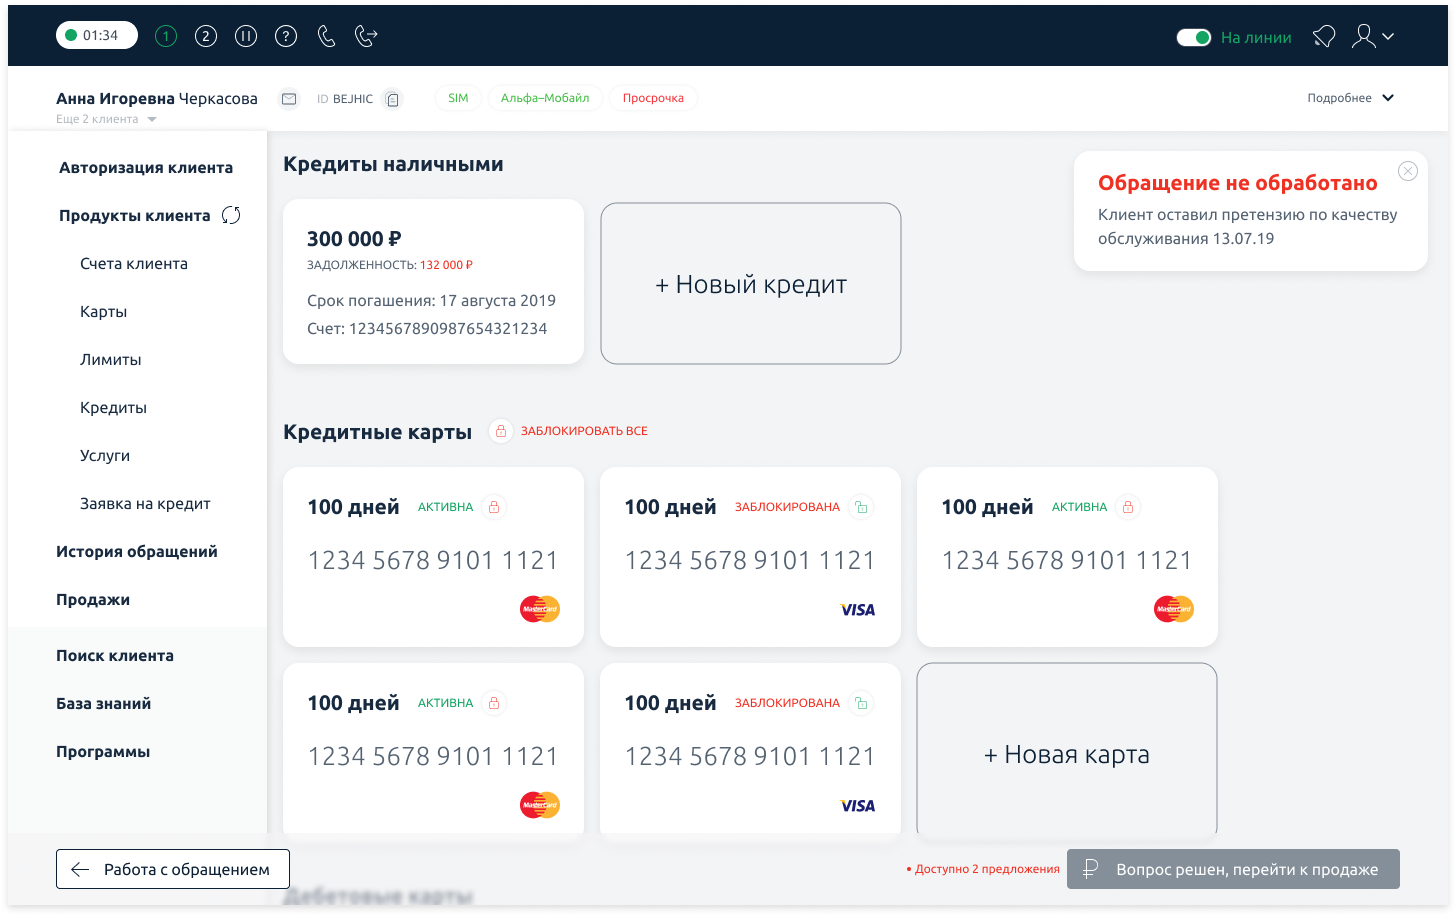 01:34
1
2
?
На линии
Анна Игоревна Черкасова
ID BEJHIC
SIM
Альфа–Мобайл
Просрочка
Подробнее
Еще 2 клиента
Авторизация клиента
Продукты клиента
Счета клиента
Карты
Лимиты
Кредиты
Услуги
Заявка на кредит
История обращений
Продажи
Поиск клиента
База знаний
Программы
Кредиты наличными
300 000 ₽
ЗАДОЛЖЕННОСТЬ: 132 000 ₽
Срок погашения: 17 августа 2019
Счет: 1234567890987654321234
+ Новый кредит
Обращение не обработано
Клиент оставил претензию по качеству
обслуживания 13.07.19
Кредитные карты
ЗАБЛОКИРОВАТЬ ВСЕ
100 дней АКТИВНА
1234 5678 9101 1121
MasterCard
100 дней ЗАБЛОКИРОВАНА
1234 5678 9101 1121
VISA
100 дней АКТИВНА
1234 5678 9101 1121
MasterCard
100 дней АКТИВНА
1234 5678 9101 1121
MasterCard
100 дней ЗАБЛОКИРОВАНА
1234 5678 9101 1121
VISA
+ Новая карта
Дебетовые карты
Работа с обращением
• Доступно 2 предложения
₽ Вопрос решен, перейти к продаже